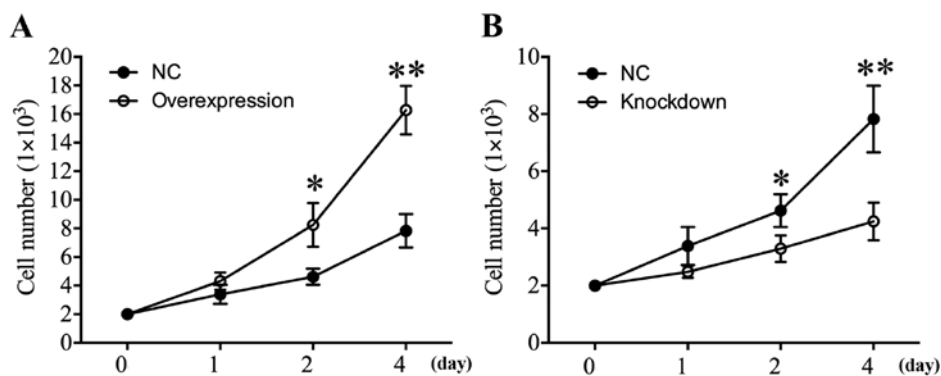 A
Cell number (1×10³)
20
18
16
14
12
10
8
6
4
2
0
NC
Overexpression
*
**
0 1 2 4 (day)
B
Cell number (1×10³)
10
8
6
4
2
0
NC
Knockdown
*
**
0 1 2 4 (day)